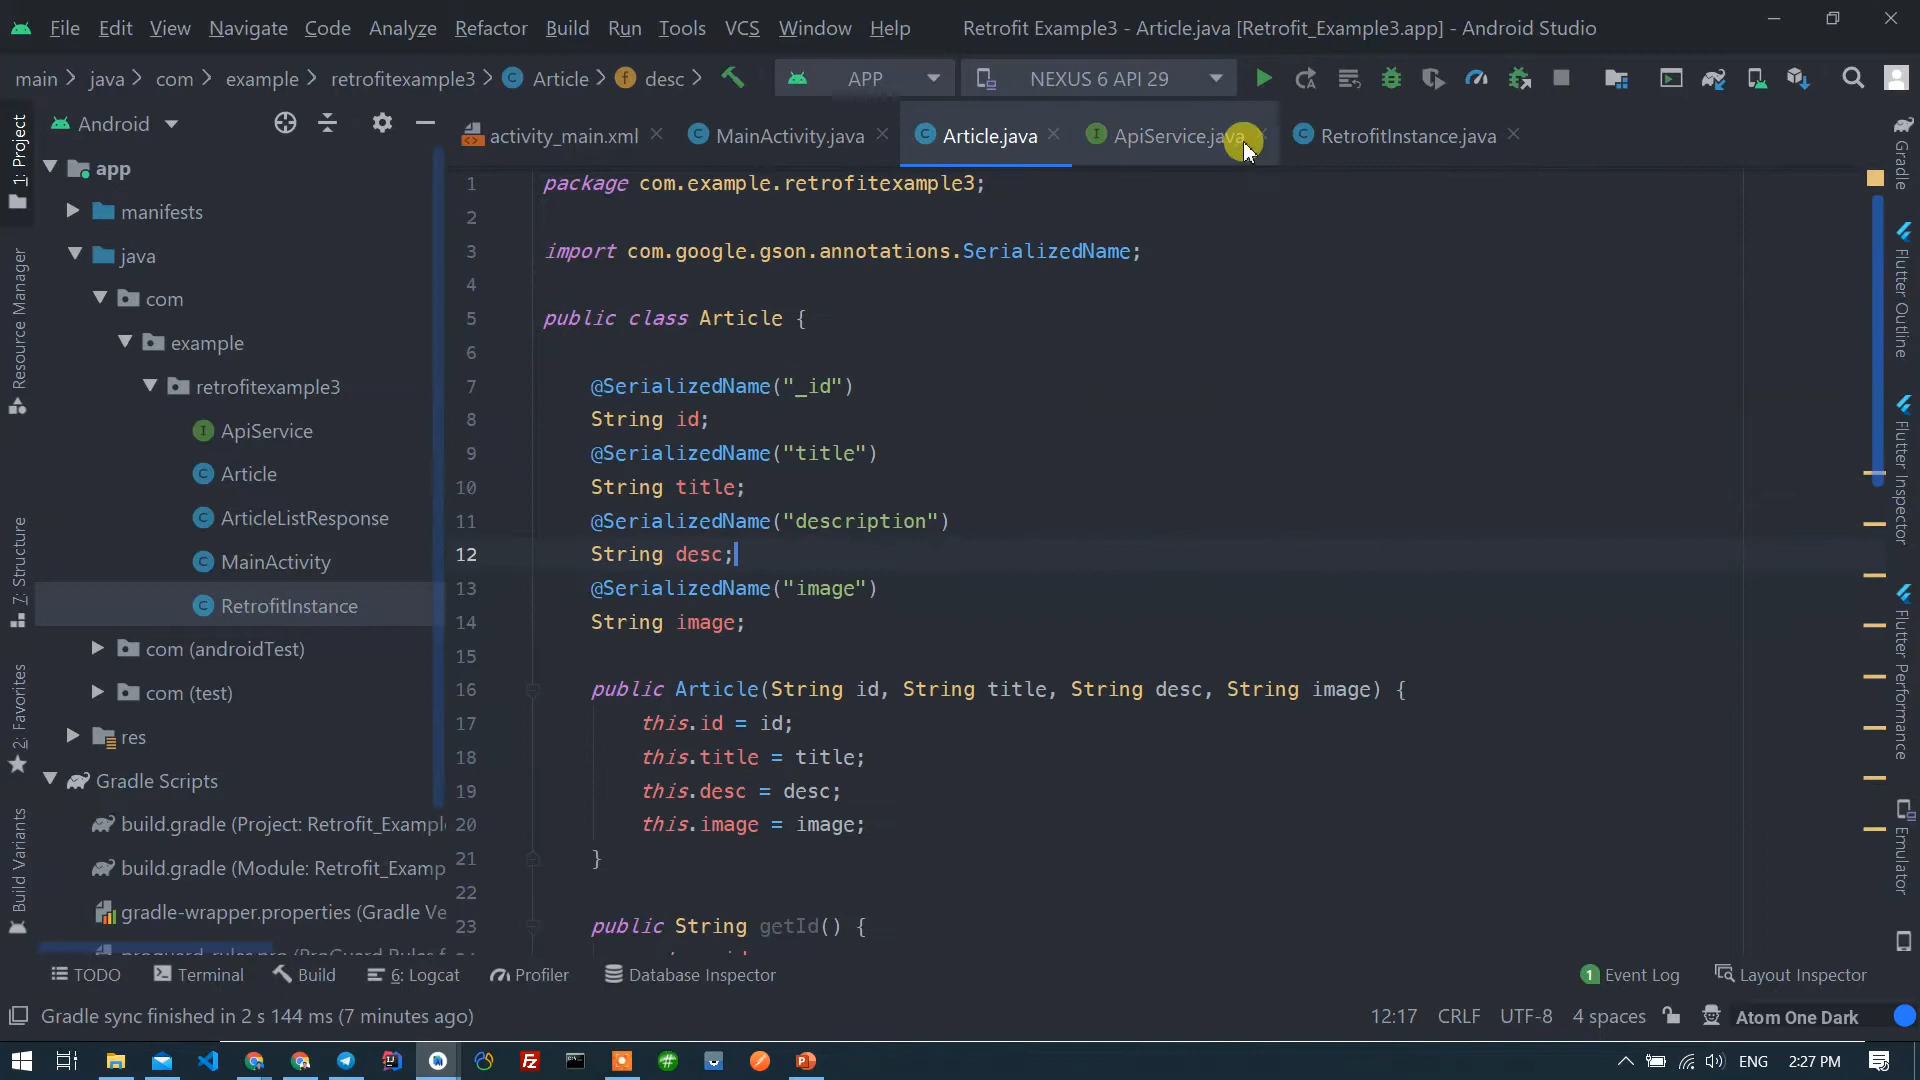 File Edit View Navigate Code Analyze Refactor Build Run Tools VCS Window Help Retrofit Example3 - Article.java [Retrofit_Example3.app] - Android Studio
main java com example retrofitexample3 Article desc APP NEXUS 6 API 29
1: Project
Resource Manager
Z: Structure
2: Favorites
Build Variants
Android
app
manifests
java
com
example
retrofitexample3
ApiService
Article
ArticleListResponse
MainActivity
RetrofitInstance
com (androidTest)
com (test)
res
Gradle Scripts
build.gradle (Project: Retrofit_Exampl
build.gradle (Module: Retrofit_Examp
gradle-wrapper.properties (Gradle Ve
activity_main.xml MainActivity.java Article.java ApiService.java RetrofitInstance.java
1 package com.example.retrofitexample3;
2
3 import com.google.gson.annotations.SerializedName;
4
5 public class Article {
6
7 @SerializedName("_id")
8 String id;
9 @SerializedName("title")
10 String title;
11 @SerializedName("description")
12 String desc;
13 @SerializedName("image")
14 String image;
15
16 public Article(String id, String title, String desc, String image) {
17 this.id = id;
18 this.title = title;
19 this.desc = desc;
20 this.image = image;
21 }
22
23 public String getId() {
Gradle
Flutter Outline
Flutter Inspector
Flutter Performance
Emulator
TODO Terminal Build 6: Logcat Profiler Database Inspector 1 Event Log Layout Inspector
Gradle sync finished in 2 s 144 ms (7 minutes ago) 12:17 CRLF UTF-8 4 spaces Atom One Dark
ENG 2:27 PM